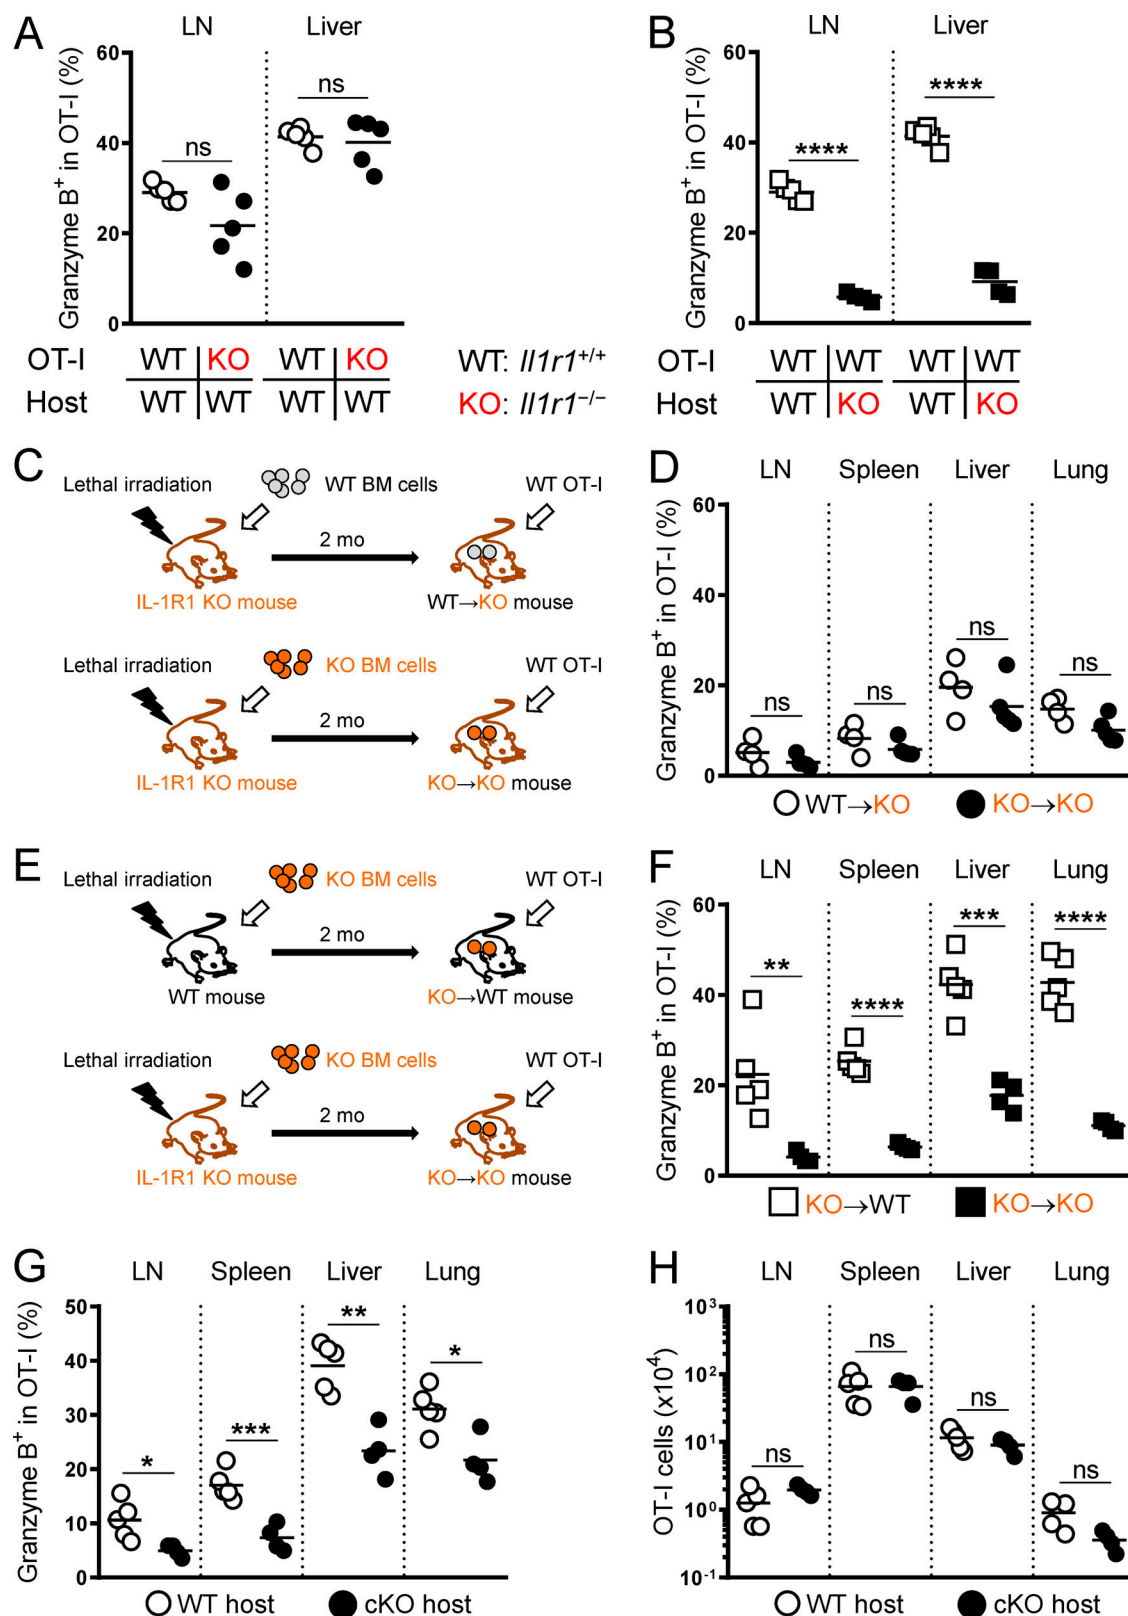 A
LN Liver
Granzyme B⁺ in OT-I (%)
60
40
20
0
ns
ns
OT-I WT KO WT KO
Host WT WT WT WT
WT: Il1r1⁺/⁺
KO: Il1r1⁻/⁻
B
LN Liver
Granzyme B⁺ in OT-I (%)
60
40
20
0
****
****
OT-I WT WT WT WT
Host WT KO WT KO
C
Lethal irradiation
WT BM cells
WT OT-I
2 mo
IL-1R1 KO mouse
WT→KO mouse
Lethal irradiation
KO BM cells
WT OT-I
2 mo
IL-1R1 KO mouse
KO→KO mouse
D
LN Spleen Liver Lung
Granzyme B⁺ in OT-I (%)
60
40
20
0
ns
ns
ns
ns
WT→KO KO→KO
E
Lethal irradiation
KO BM cells
WT OT-I
2 mo
WT mouse
KO→WT mouse
Lethal irradiation
KO BM cells
WT OT-I
2 mo
IL-1R1 KO mouse
KO→KO mouse
F
LN Spleen Liver Lung
Granzyme B⁺ in OT-I (%)
60
40
20
0
**
****
***
****
KO→WT KO→KO
G
LN Spleen Liver Lung
Granzyme B⁺ in OT-I (%)
50
40
30
20
10
0
*
***
**
*
WT host cKO host
H
LN Spleen Liver Lung
OT-I cells (x10⁴)
10³
10²
10¹
10⁰
10⁻¹
ns
ns
ns
ns
WT host cKO host